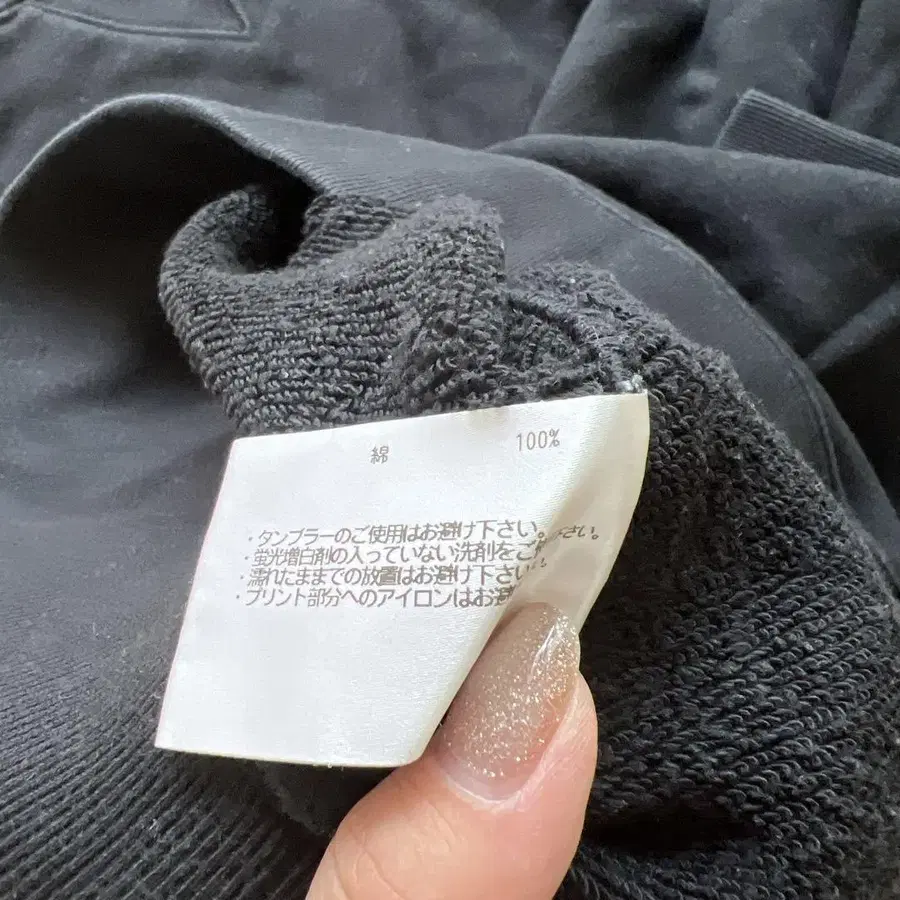 綿 100%
・タンブラーのご使用はお避け下さい。
・蛍光増白剤の入っていない洗剤をご さい。
・濡れたままでの放置はお避け下さい。
・プリント部分へのアイロンはお避